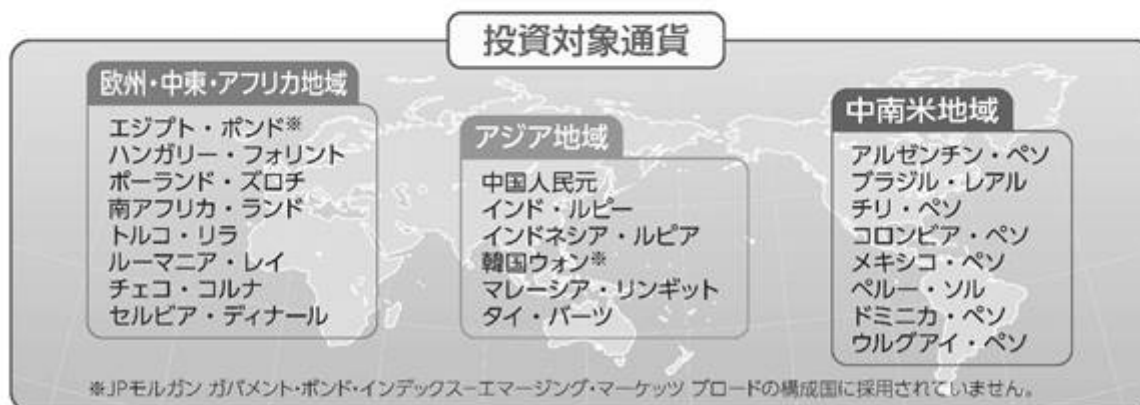 投資対象通貨
欧州・中東・アフリカ地域
エジプト・ポンド※
ハンガリー・フォリント
ポーランド・ズロチ
南アフリカ・ランド
トルコ・リラ
ルーマニア・レイ
チェコ・コルナ
セルビア・ディナール
アジア地域
中国人民元
インド・ルピー
インドネシア・ルピア
韓国ウォン※
マレーシア・リンギット
タイ・バーツ
中南米地域
アルゼンチン・ペソ
ブラジル・レアル
チリ・ペソ
コロンビア・ペソ
メキシコ・ペソ
ペルー・ソル
ドミニカ・ペソ
ウルグアイ・ペソ
※JPモルガン ガバメント・ボンド・インデックス－エマージング・マーケッツ ブロードの構成国に採用されていません。